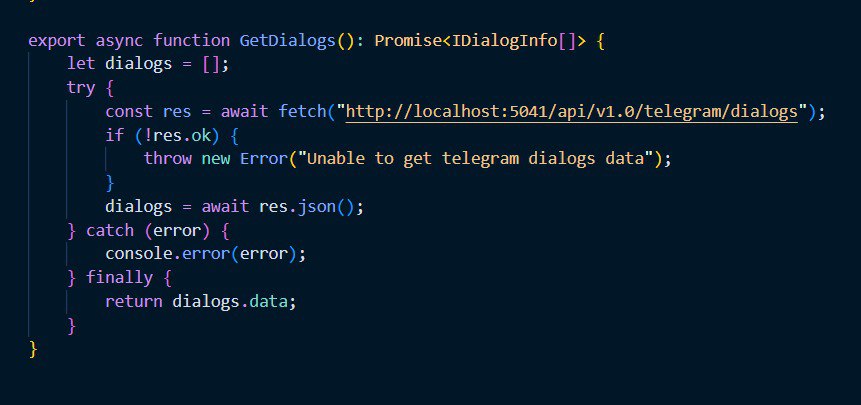 export async function GetDialogs(): Promise<IDialogInfo[]> {
let dialogs = [];
try {
const res = await fetch("http://localhost:5041/api/v1.0/telegram/dialogs");
if (!res.ok) {
throw new Error("Unable to get telegram dialogs data");
}
dialogs = await res.json();
} catch (error) {
console.error(error);
} finally {
return dialogs.data;
}
}